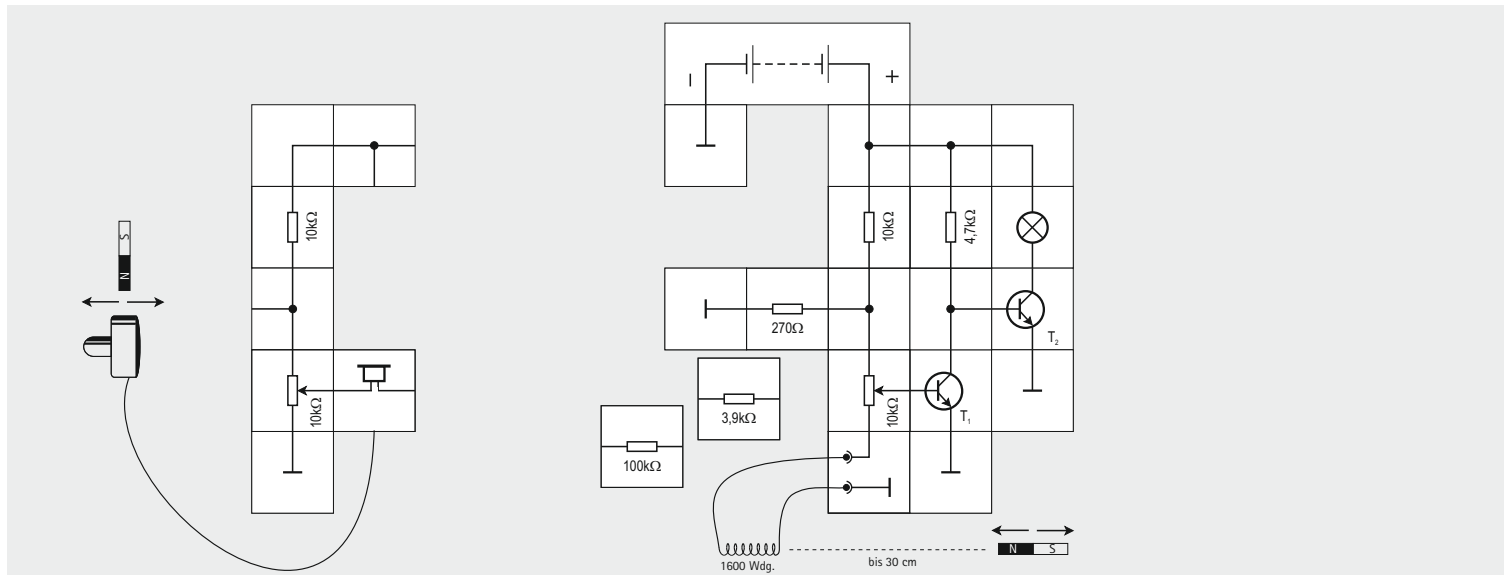 − +
10kΩ
10kΩ
4,7kΩ
S
N
270Ω
T₂
10kΩ
3,9kΩ
10kΩ
T₁
100kΩ
N S
1600 Wdg.
bis 30 cm